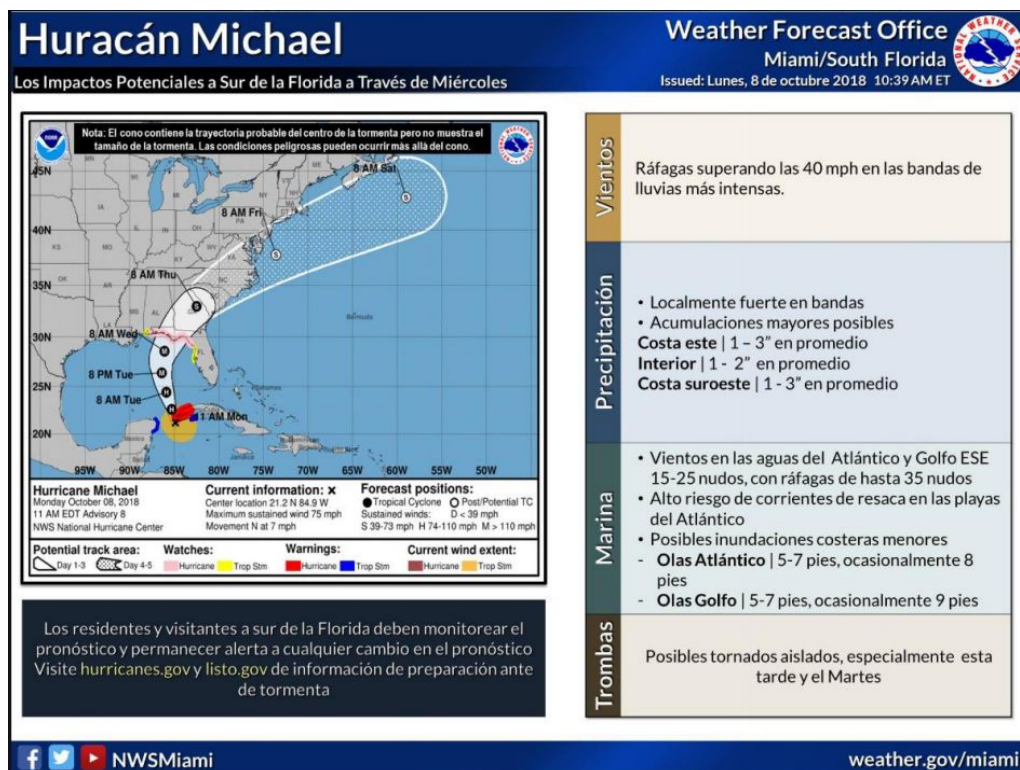 Huracán Michael
Los Impactos Potenciales a Sur de la Florida a Través de Miércoles
Weather Forecast Office
Miami/South Florida
Issued: Lunes, 8 de octubre 2018 10:39 AM ET
NATIONAL WEATHER SERVICE
Nota: El cono contiene la trayectoria probable del centro de la tormenta pero no muestra el
tamaño de la tormenta. Las condiciones peligrosas pueden ocurrir más allá del cono.
45N
40N
35N
30N
25N
20N
95W 90W 85W 80W 75W 70W 65W 60W 55W 50W
8 AM Sat
8 AM Fri
8 AM Thu
8 AM Wed
8 PM Tue
8 AM Tue
11 AM Mon
S
S
S
M
M
H
H
Bermuda
Mexico
Jamaica
Hurricane Michael
Monday October 08, 2018
11 AM EDT Advisory 8
NWS National Hurricane Center
Current information: x
Center location 21.2 N 84.9 W
Maximum sustained wind 75 mph
Movement N at 7 mph
Forecast positions:
Tropical Cyclone Post/Potential TC
Sustained winds: D < 39 mph
S 39-73 mph H 74-110 mph M > 110 mph
Potential track area:
Day 1-3 Day 4-5
Watches:
Hurricane Trop Stm
Warnings:
Hurricane Trop Stm
Current wind extent:
Hurricane Trop Stm
Los residentes y visitantes a sur de la Florida deben monitorear el
pronóstico y permanecer alerta a cualquier cambio en el pronóstico
Visite hurricanes.gov y listo.gov de información de preparación ante
de tormenta
Vientos
Ráfagas superando las 40 mph en las bandas de
lluvias más intensas.
Precipitación
• Localmente fuerte en bandas
• Acumulaciones mayores posibles
Costa este | 1 – 3” en promedio
Interior | 1 - 2” en promedio
Costa suroeste | 1 - 3” en promedio
Marina
• Vientos en las aguas del Atlántico y Golfo ESE
15-25 nudos, con ráfagas de hasta 35 nudos
• Alto riesgo de corrientes de resaca en las playas
del Atlántico
• Posibles inundaciones costeras menores
- Olas Atlántico | 5-7 pies, ocasionalmente 8
pies
- Olas Golfo | 5-7 pies, ocasionalmente 9 pies
Trombas
Posibles tornados aislados, especialmente esta
tarde y el Martes
NWSMiami
weather.gov/miami